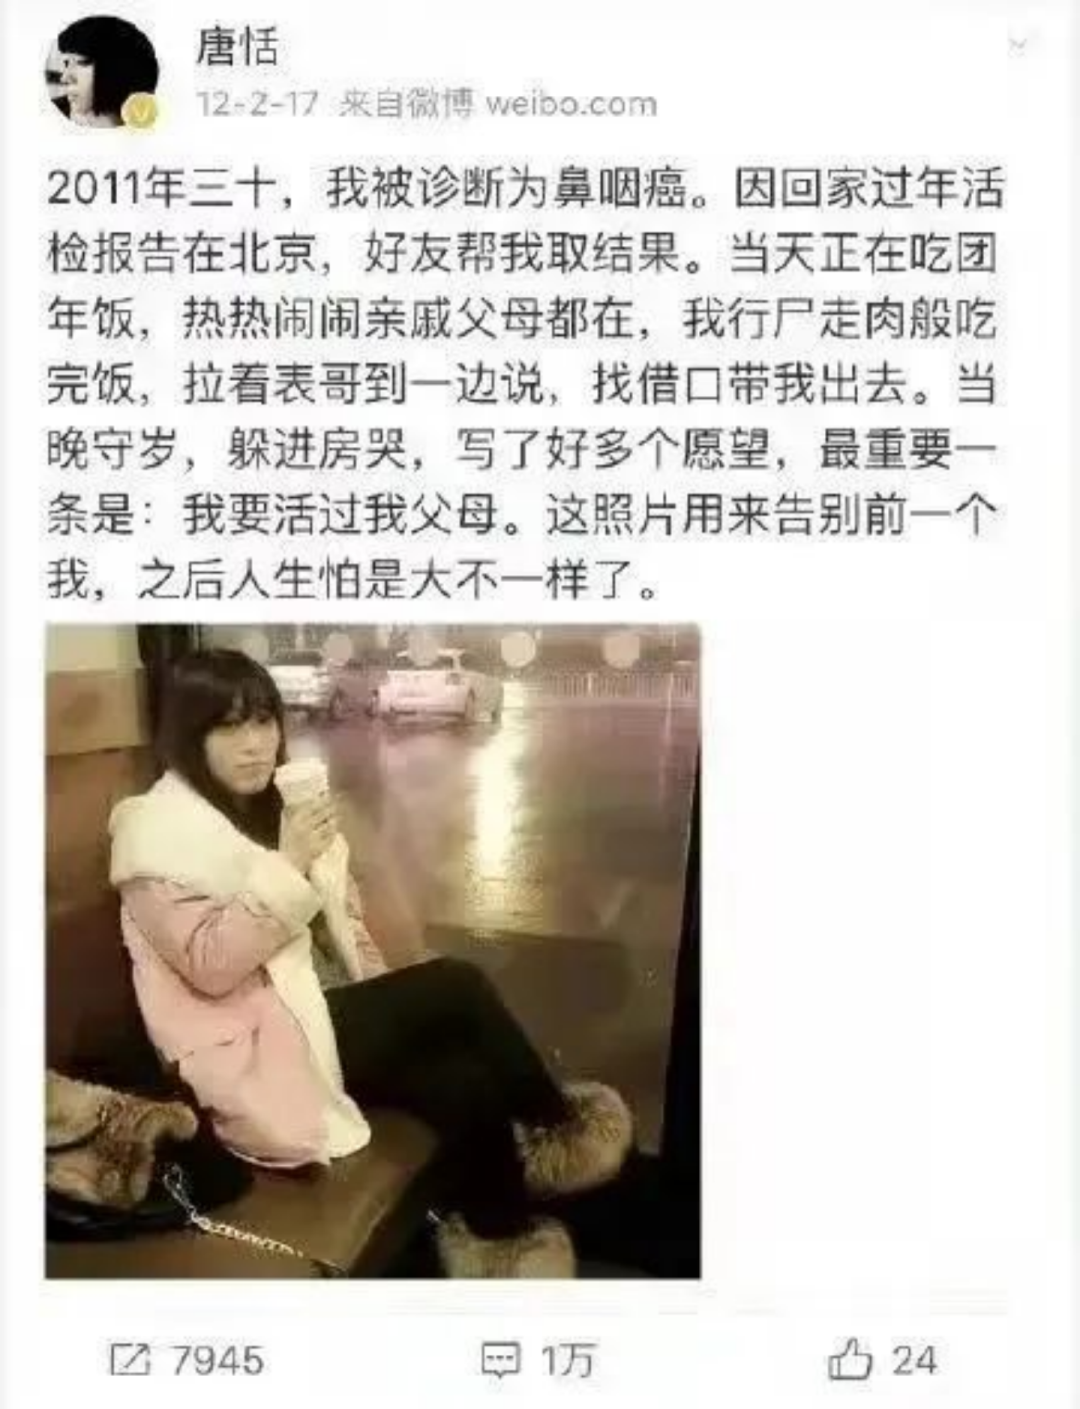 唐恬
12-2-17 来自微博 weibo.com
2011年三十，我被诊断为鼻咽癌。因回家过年活
检报告在北京，好友帮我取结果。当天正在吃团
年饭，热热闹闹亲戚父母都在，我行尸走肉般吃
完饭，拉着表哥到一边说，找借口带我出去。当
晚守岁，躲进房哭，写了好多个愿望，最重要一
条是：我要活过我父母。这照片用来告别前一个
我，之后人生怕是大不一样了。
7945 1万 24